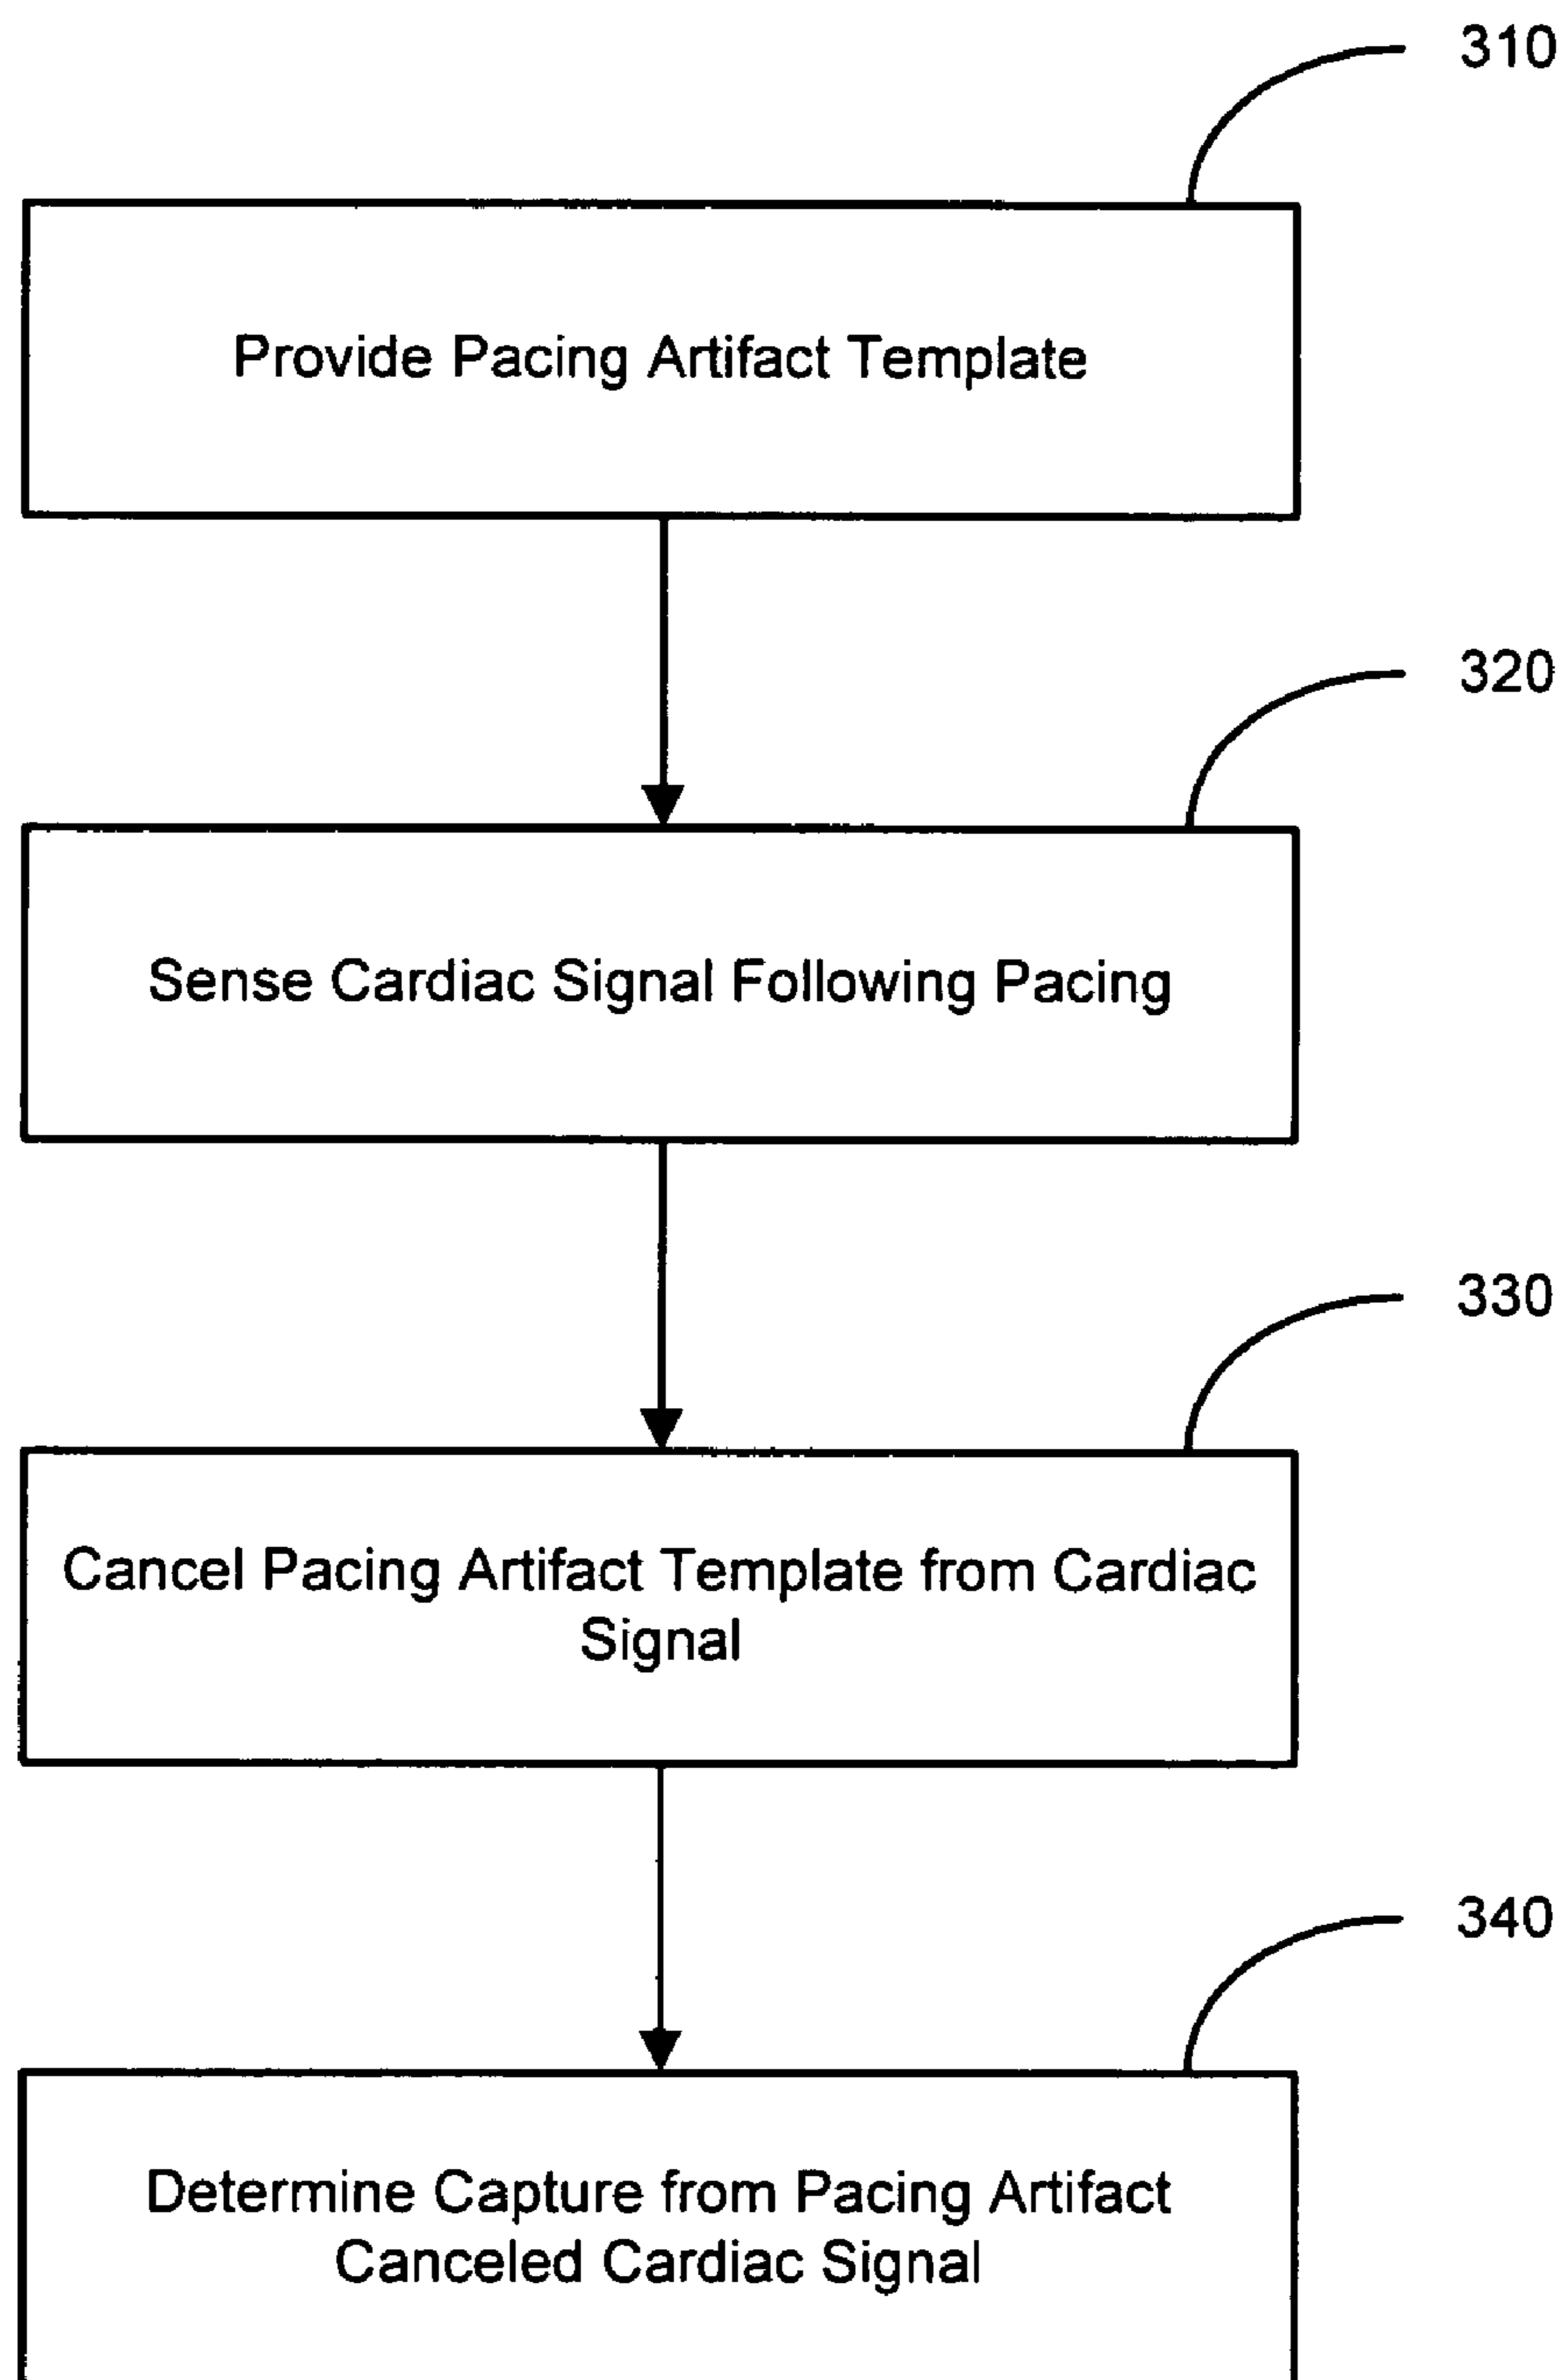 310
Provide Pacing Artifact Template
320
Sense Cardiac Signal Following Pacing
330
Cancel Pacing Artifact Template from Cardiac
Signal
340
Determine Capture from Pacing Artifact
Canceled Cardiac Signal